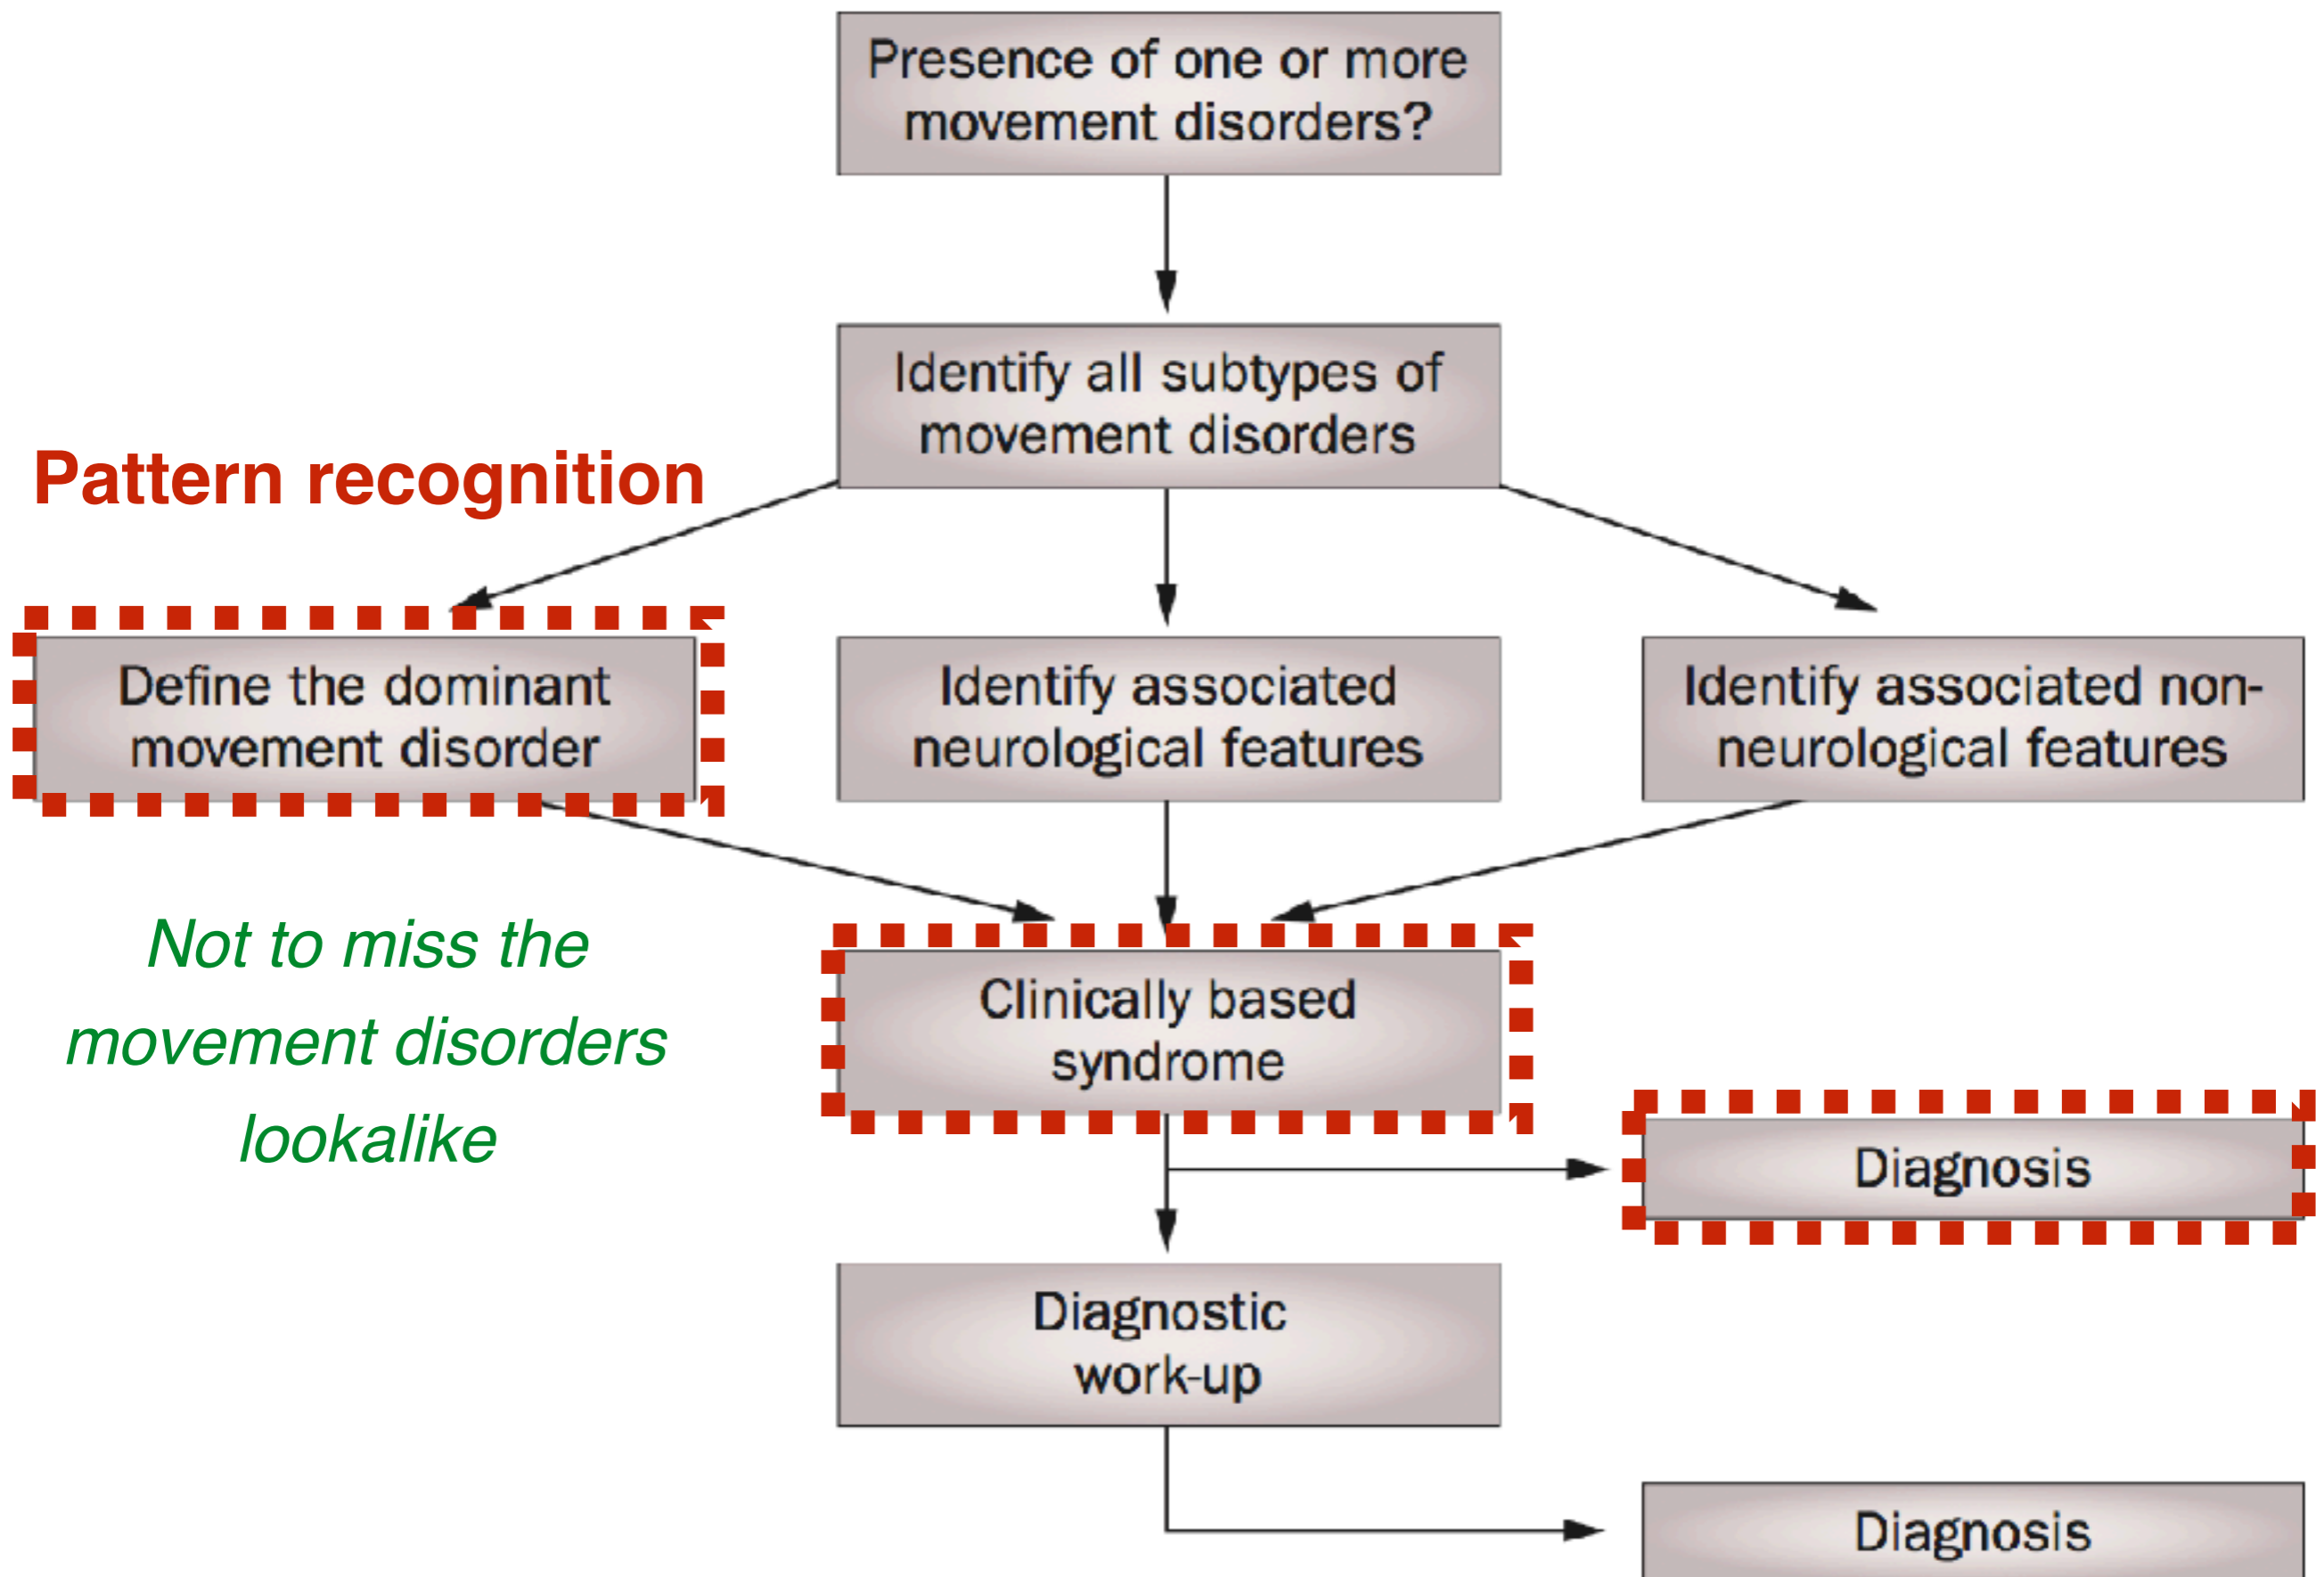 Presence of one or more
movement disorders?
Identify all subtypes of
movement disorders
Pattern recognition
Define the dominant
movement disorder
Identify associated
neurological features
Identify associated non-
neurological features
Not to miss the
movement disorders
lookalike
Clinically based
syndrome
Diagnosis
Diagnostic
work-up
Diagnosis